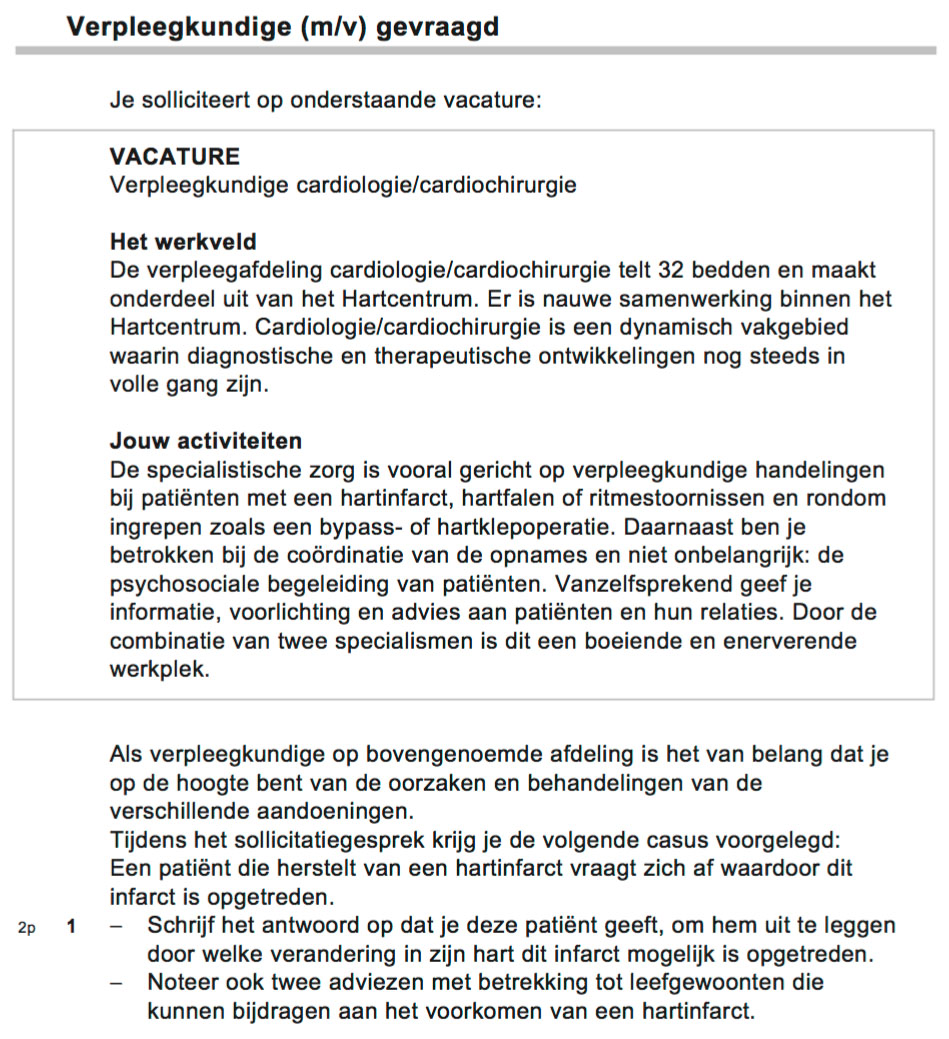 Verpleegkundige (m/v) gevraagd
Je solliciteert op onderstaande vacature:
VACATURE
Verpleegkundige cardiologie/cardiochirurgie
Het werkveld
De verpleegafdeling cardiologie/cardiochirurgie telt 32 bedden en maakt
onderdeel uit van het Hartcentrum. Er is nauwe samenwerking binnen het
Hartcentrum. Cardiologie/cardiochirurgie is een dynamisch vakgebied
waarin diagnostische en therapeutische ontwikkelingen nog steeds in
volle gang zijn.
Jouw activiteiten
De specialistische zorg is vooral gericht op verpleegkundige handelingen
bij patiënten met een hartinfarct, hartfalen of ritmestoornissen en rondom
ingrepen zoals een bypass- of hartklepoperatie. Daarnaast ben je
betrokken bij de coördinatie van de opnames en niet onbelangrijk: de
psychosociale begeleiding van patiënten. Vanzelfsprekend geef je
informatie, voorlichting en advies aan patiënten en hun relaties. Door de
combinatie van twee specialismen is dit een boeiende en enerverende
werkplek.
Als verpleegkundige op bovengenoemde afdeling is het van belang dat je
op de hoogte bent van de oorzaken en behandelingen van de
verschillende aandoeningen.
Tijdens het sollicitatiegesprek krijg je de volgende casus voorgelegd:
Een patiënt die herstelt van een hartinfarct vraagt zich af waardoor dit
infarct is opgetreden.
2p 1 – Schrijf het antwoord op dat je deze patiënt geeft, om hem uit te leggen
door welke verandering in zijn hart dit infarct mogelijk is opgetreden.
– Noteer ook twee adviezen met betrekking tot leefgewoonten die
kunnen bijdragen aan het voorkomen van een hartinfarct.